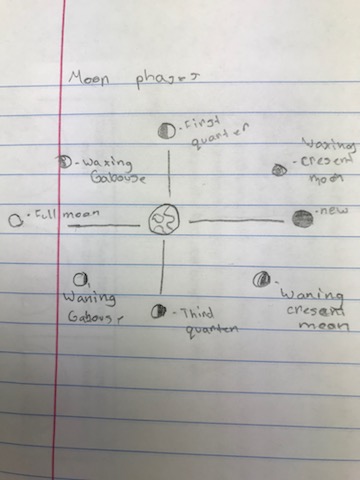 Moon phases
- First
quarter
Waxing
- cresent
moon
- Waxing
Gabouse
- Full moon
- new
Waning
Gabouse
- Third
quarter
- Waning
cresent
moon